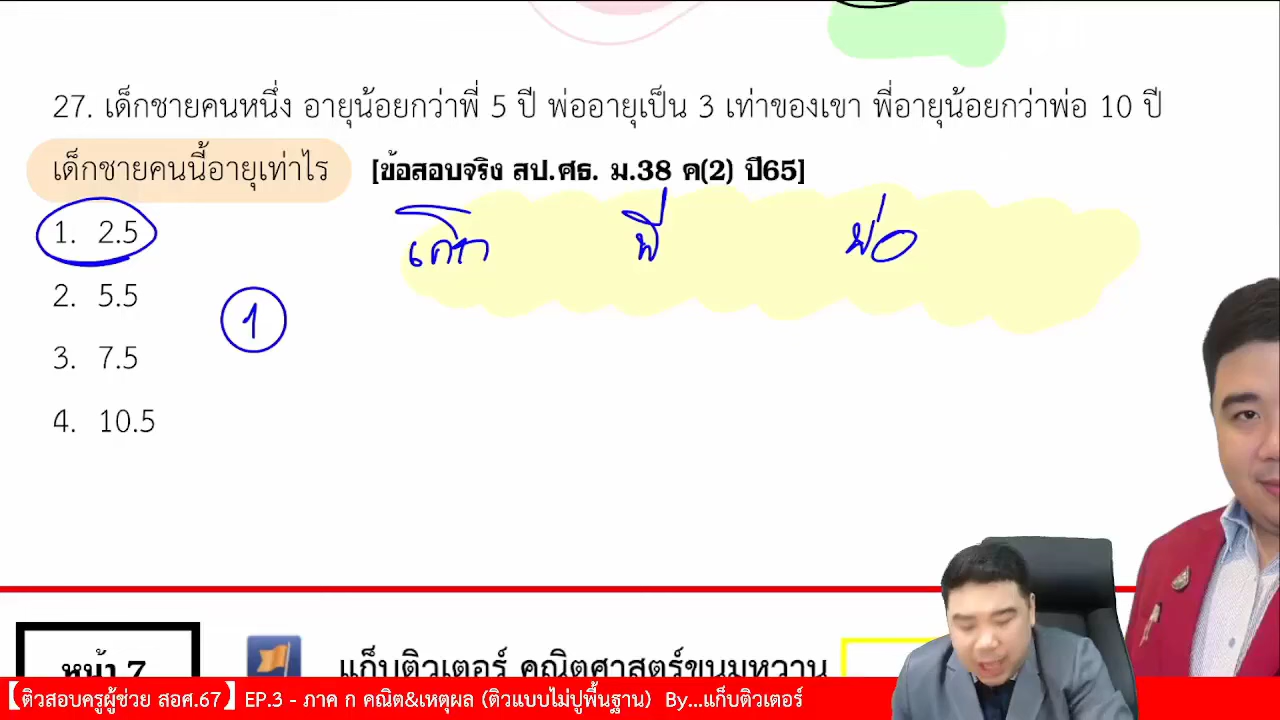 27. เด็กชายคนหนึ่ง อายุน้อยกว่าพี่ 5 ปี พ่ออายุเป็น 3 เท่าของเขา พี่อายุน้อยกว่าพ่อ 10 ปี
เด็กชายคนนี้อายุเท่าไร [ข้อสอบจริง สป.ศธ. ม.38 ค(2) ปี65]
1. 2.5
เด็ก พี่ พ่อ
2. 5.5
1
3. 7.5
4. 10.5
หน้า 7 แก็บติวเตอร์ คณิตศาสตร์ขนมหวาน
【ติวสอบครูผู้ช่วย สอศ.67】 EP.3 - ภาค ก คณิต&เหตุผล (ติวแบบไม่ปูพื้นฐาน) By...แก็บติวเตอร์